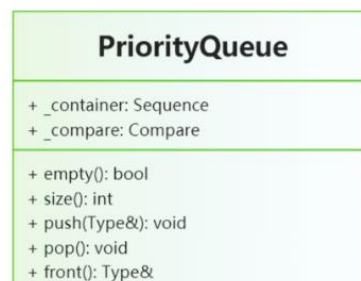 PriorityQueue
+ _container: Sequence
+ _compare: Compare
+ empty(): bool
+ size(): int
+ push(Type&): void
+ pop(): void
+ front(): Type&